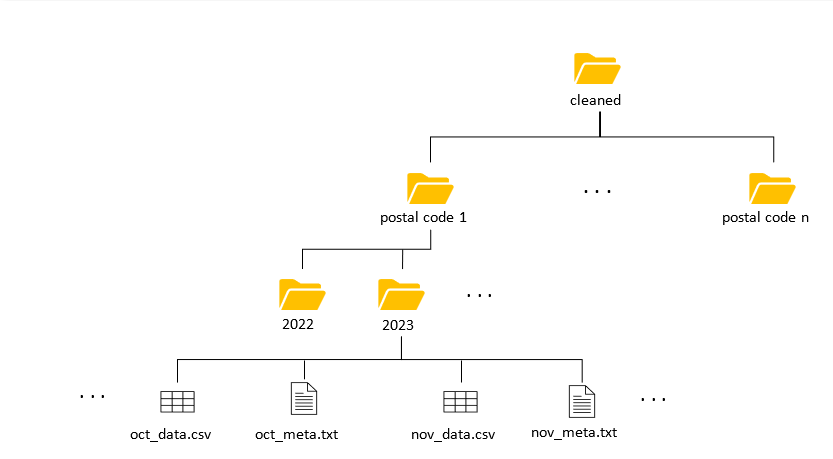 cleaned
. . .
postal code 1
postal code n
. . .
2022
2023
. . .
. . .
oct_data.csv
oct_meta.txt
nov_data.csv
nov_meta.txt